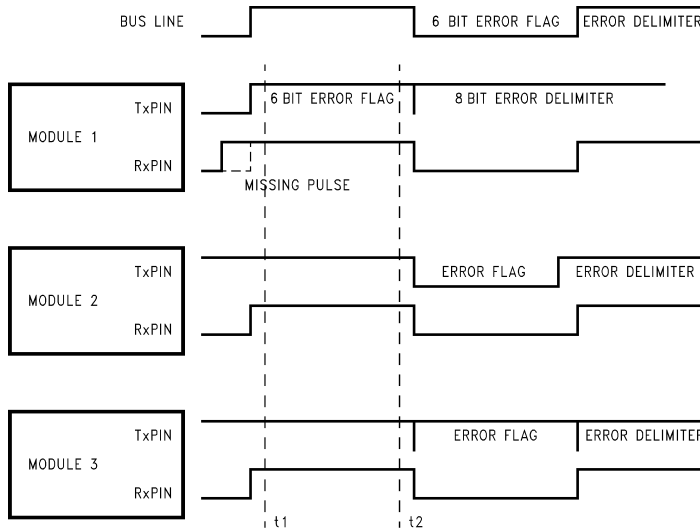 BUS LINE
6 BIT ERROR FLAG
ERROR DELIMITER
TxPIN
6 BIT ERROR FLAG
8 BIT ERROR DELIMITER
MODULE 1
RxPIN
MISSING PULSE
TxPIN
ERROR FLAG
ERROR DELIMITER
MODULE 2
RxPIN
TxPIN
ERROR FLAG
ERROR DELIMITER
MODULE 3
RxPIN
t1
t2